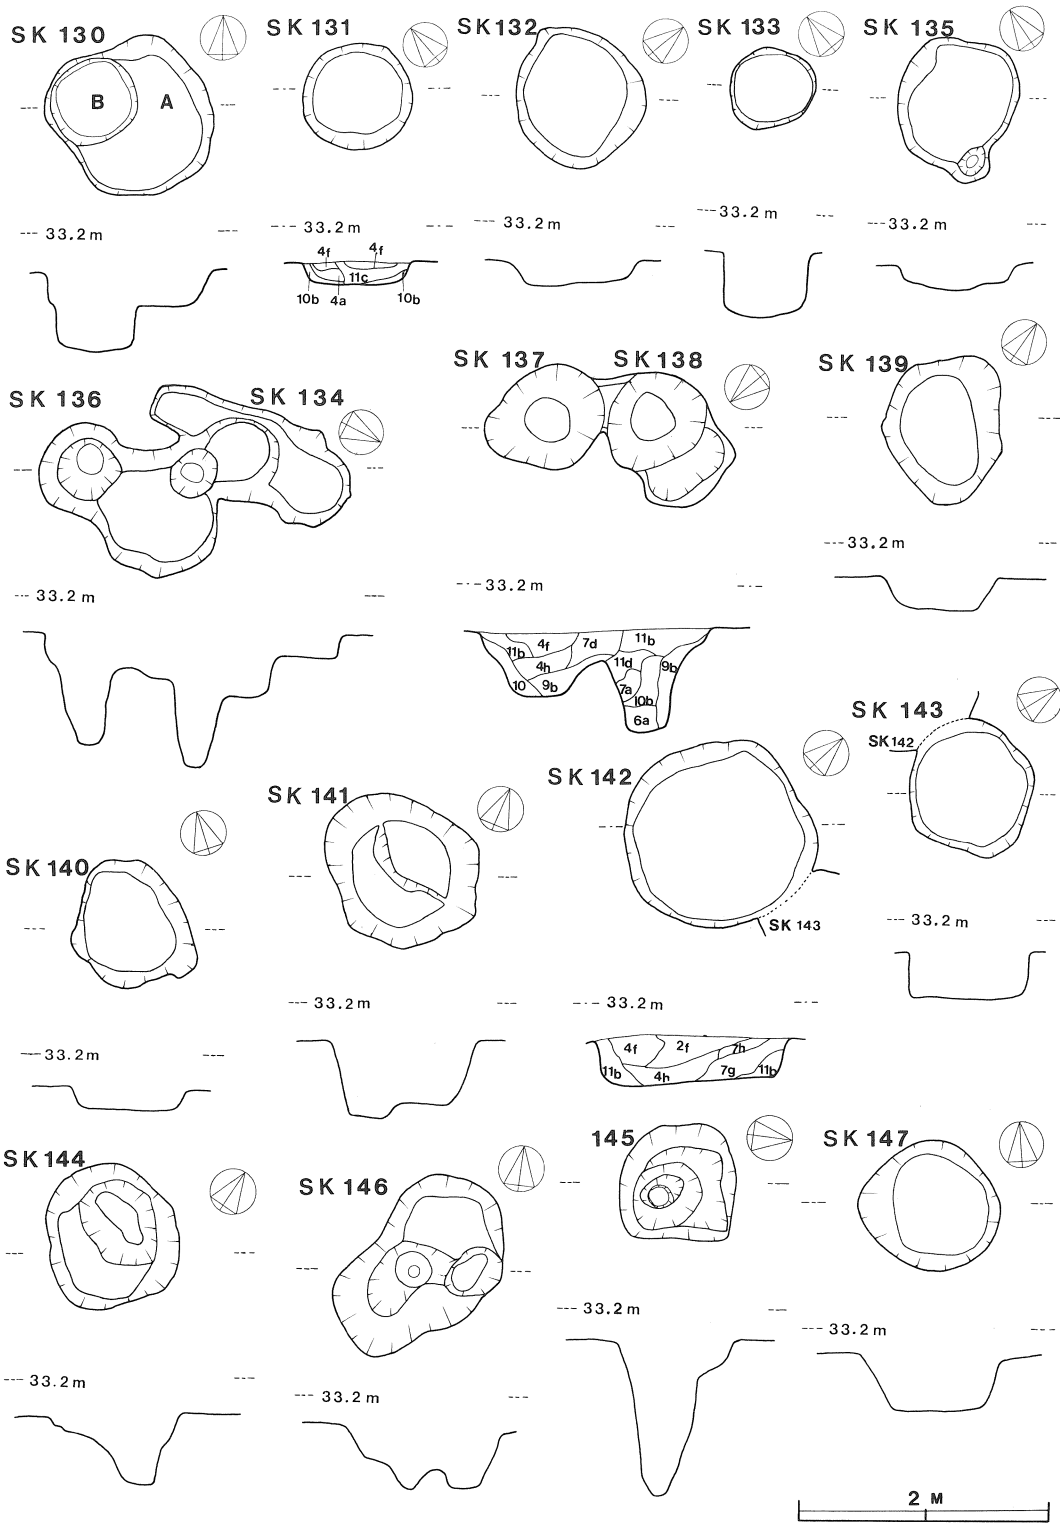 SK 130
SK 131
SK 132
SK 133
SK 135
B A
33.2 m
33.2 m
33.2 m
33.2 m
33.2 m
4f 4f
11c
10b 4a 10b
SK 136
SK 134
SK 137
SK 138
SK 139
33.2 m
33.2 m
33.2 m
11b 4f 7d 11b
4h 11d 9b
10 9b 7a
10b
6a
SK 140
SK 141
SK 142
SK 143
SK 142
SK 143
33.2 m
33.2 m
33.2 m
33.2 m
4f 2f 7h
11b 4h 7g 11b
SK 144
SK 146
145
SK 147
33.2 m
33.2 m
33.2 m
33.2 m
2 M